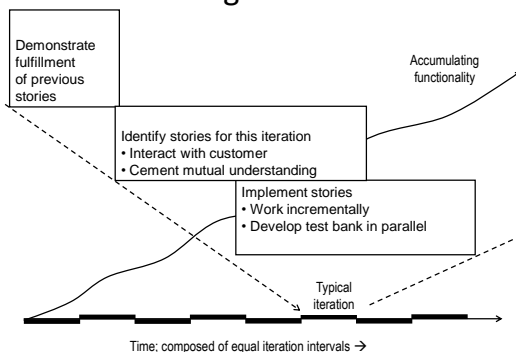 Demonstrate
fulfillment
of previous
stories
Accumulating
functionality
Identify stories for this iteration
• Interact with customer
• Cement mutual understanding
Implement stories
• Work incrementally
• Develop test bank in parallel
Typical
iteration
Time; composed of equal iteration intervals →